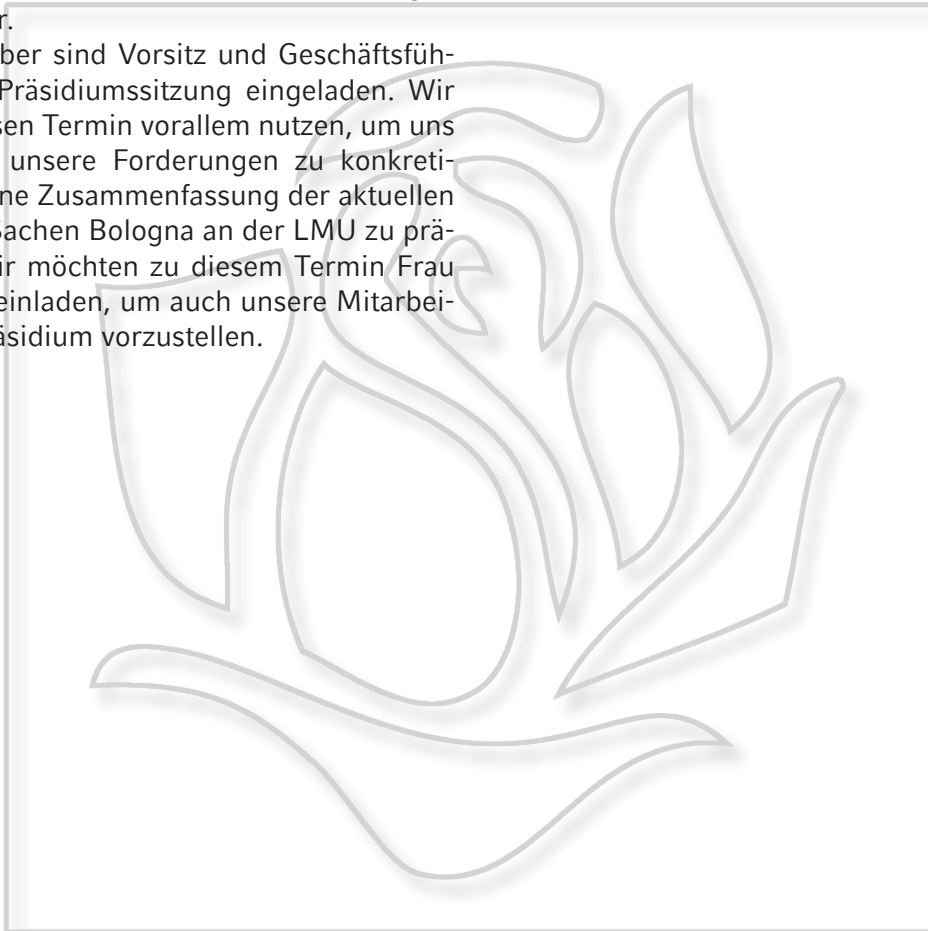 r.
ber sind Vorsitz und Geschäftsfüh-
Präsidiumssitzung eingeladen. Wir
sen Termin vorallem nutzen, um uns
unsere Forderungen zu konkreti-
ne Zusammenfassung der aktuellen
Sachen Bologna an der LMU zu prä-
ir möchten zu diesem Termin Frau
einladen, um auch unsere Mitarbei-
äsidium vorzustellen.